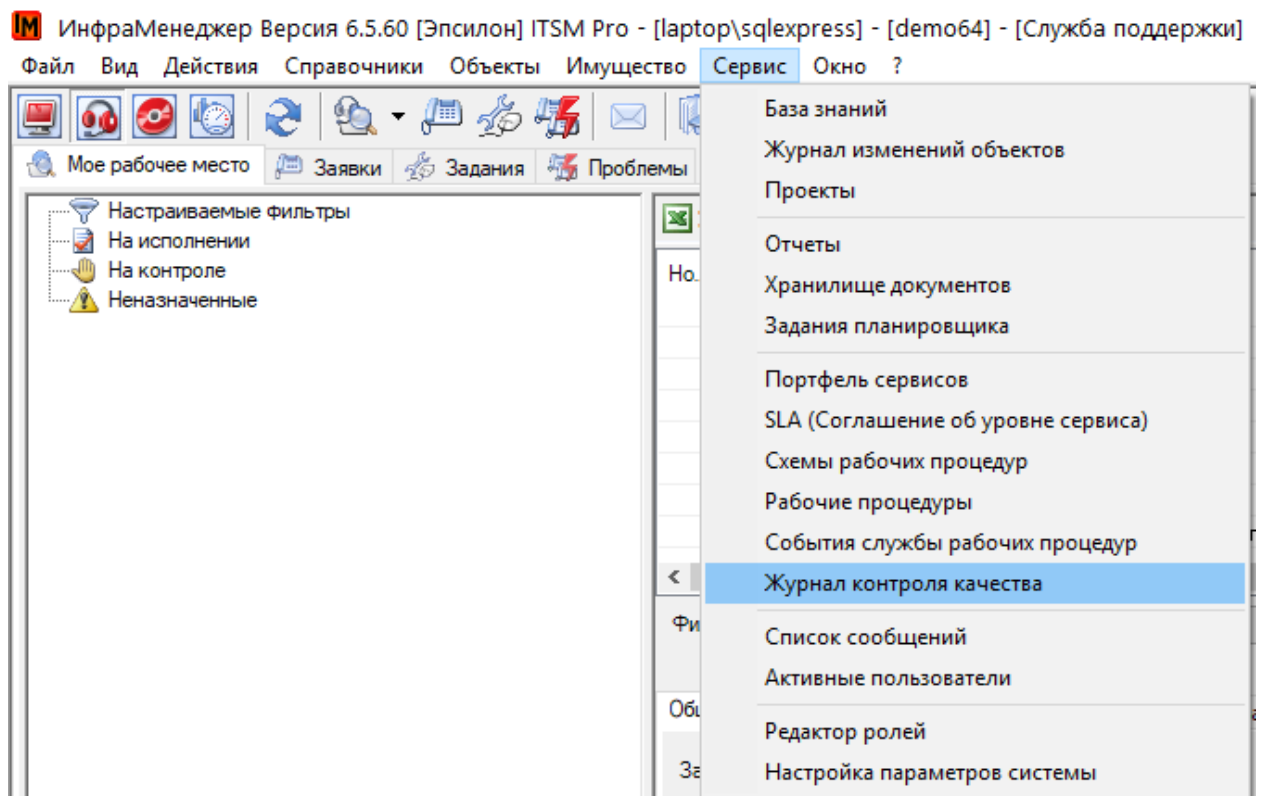 ИнфраМенеджер Версия 6.5.60 [Эпсилон] ITSM Pro - [laptop\sqlexpress] - [demo64] - [Служба поддержки]
Файл Вид Действия Справочники Объекты Имущество Сервис Окно ?
Мое рабочее место Заявки Задания Проблемы
Настраиваемые фильтры
На исполнении
На контроле
Неназначенные
Но..
База знаний
Журнал изменений объектов
Проекты
Отчеты
Хранилище документов
Задания планировщика
Портфель сервисов
SLA (Соглашение об уровне сервиса)
Схемы рабочих процедур
Рабочие процедуры
События службы рабочих процедур
Журнал контроля качества
Список сообщений
Активные пользователи
Редактор ролей
Настройка параметров системы